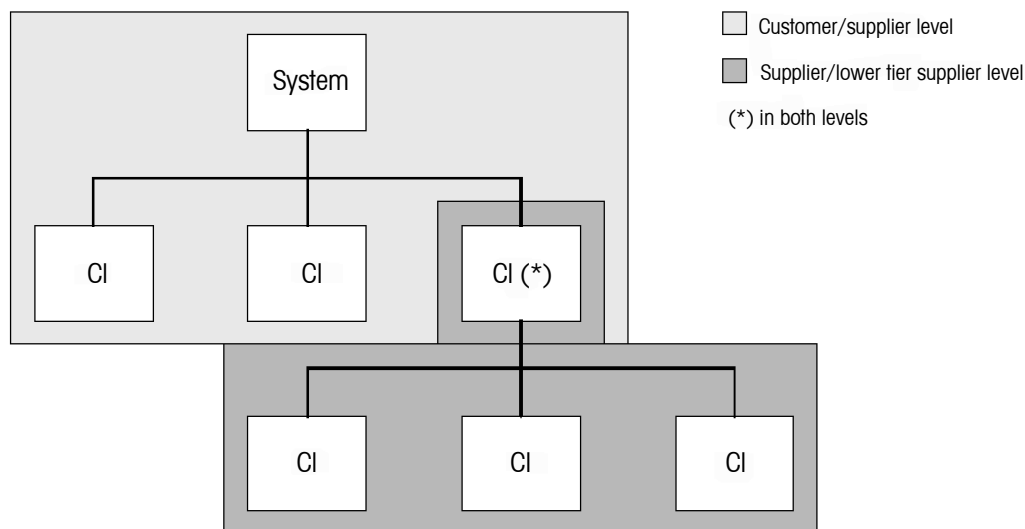 Customer/supplier level
System
Supplier/lower tier supplier level
(*) in both levels
CI
CI
CI (*)
CI
CI
CI